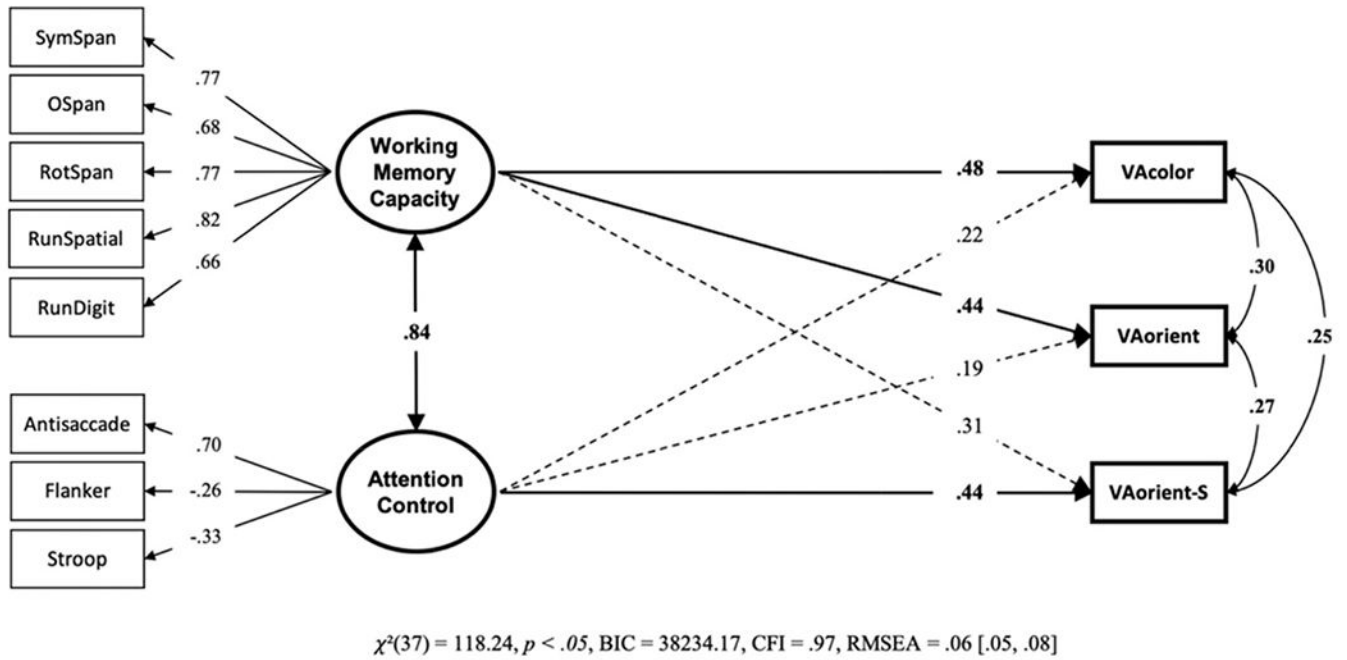 SymSpan
OSpan
RotSpan
RunSpatial
RunDigit
.77
.68
.77
.82
.66
Working
Memory
Capacity
.84
Antisaccade
Flanker
Stroop
.70
-.26
-.33
Attention
Control
.48
.22
.44
.19
.31
.44
VAcolor
VAorient
VAorient-S
.30
.25
.27
χ²(37) = 118.24, p < .05, BIC = 38234.17, CFI = .97, RMSEA = .06 [.05, .08]